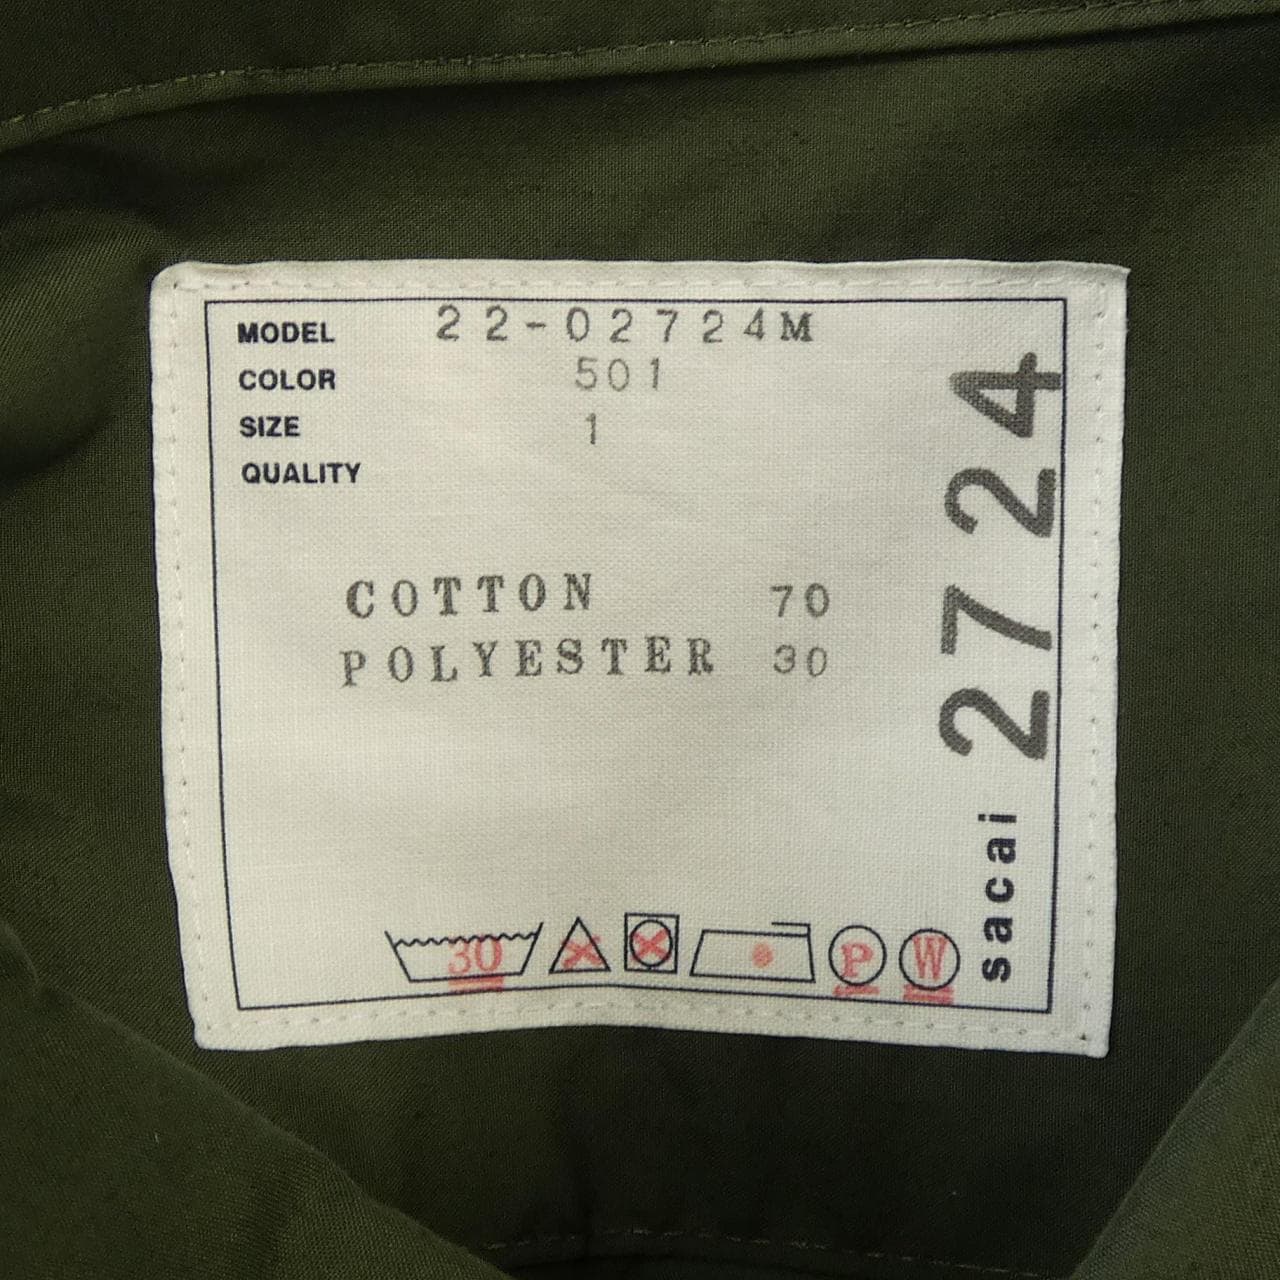 MODEL 22-02724M
COLOR 501
SIZE 1
QUALITY
COTTON 70
POLYESTER 30
30 P W
sacai 2724